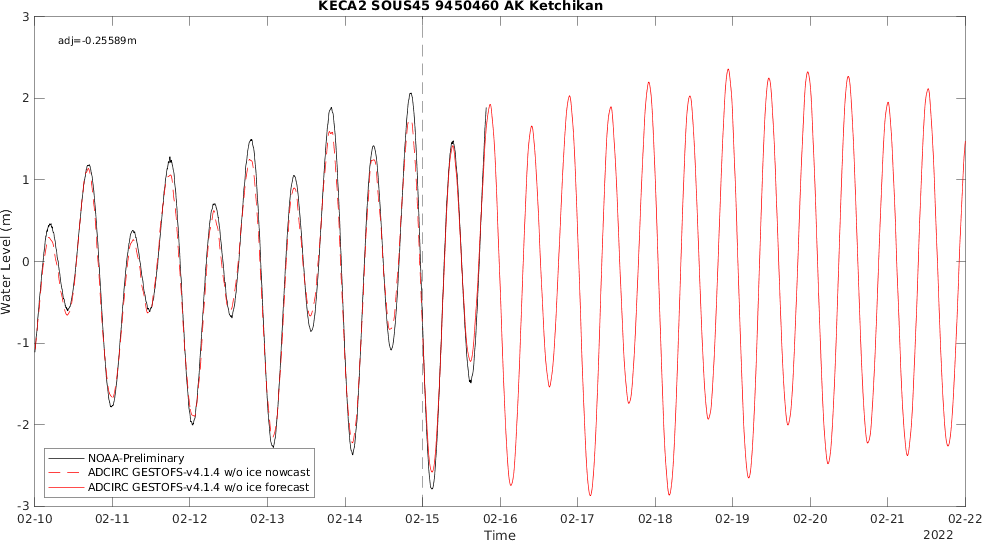 KECA2 SOUS45 9450460 AK Ketchikan
adj=-0.25589m
3
2
1
0
-1
-2
-3
Water Level (m)
NOAA-Preliminary
ADCIRC GESTOFS-v4.1.4 w/o ice nowcast
ADCIRC GESTOFS-v4.1.4 w/o ice forecast
02-10 02-11 02-12 02-13 02-14 02-15 02-16 02-17 02-18 02-19 02-20 02-21 02-22
Time
2022